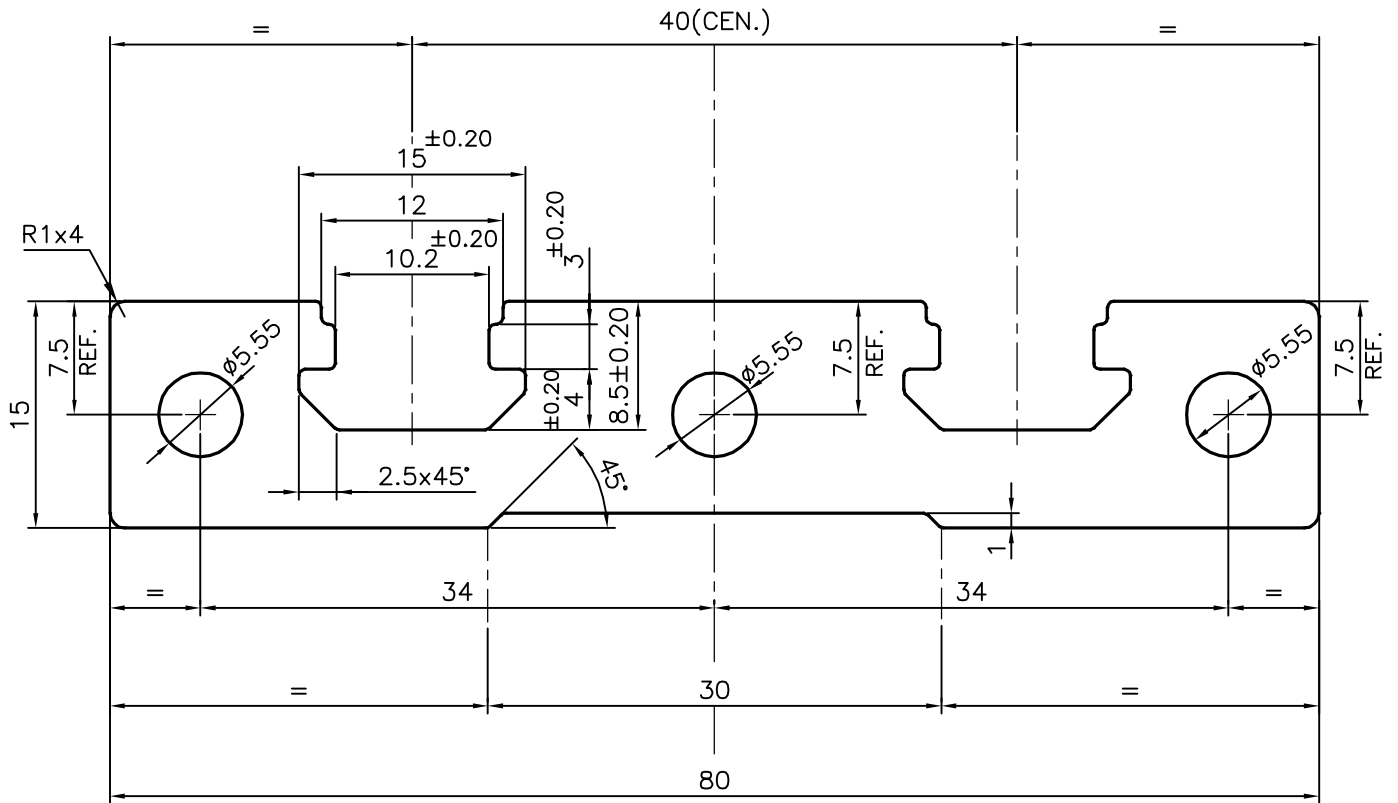 = 40(CEN.) =
15±0.20
12
10.2±0.20
3±0.20
R1x4
7.5 REF.
15
ø5.55
4±0.20
8.5±0.20
ø5.55
7.5 REF.
ø5.55
7.5 REF.
2.5x45°
45°
1
= 34 34 =
= 30 =
80